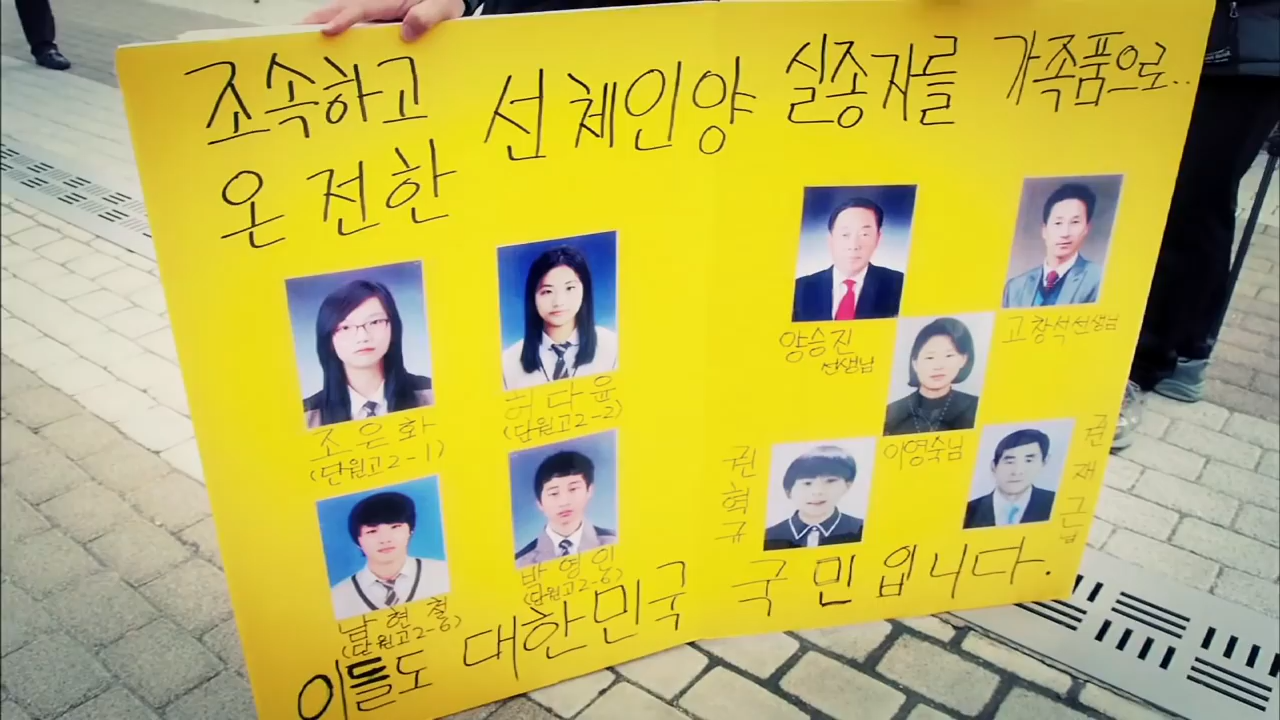 조속하고 온전한 선체인양 실종자를 가족품으로..
조은화
(단원고2-1)
허다윤
(단원고2-2)
남현철
(단원고2-6)
박영인
(단원고2-6)
양승진
선생님
고창석선생님
이영숙님
권혁규
권재근님
이들도 대한민국 국민입니다.